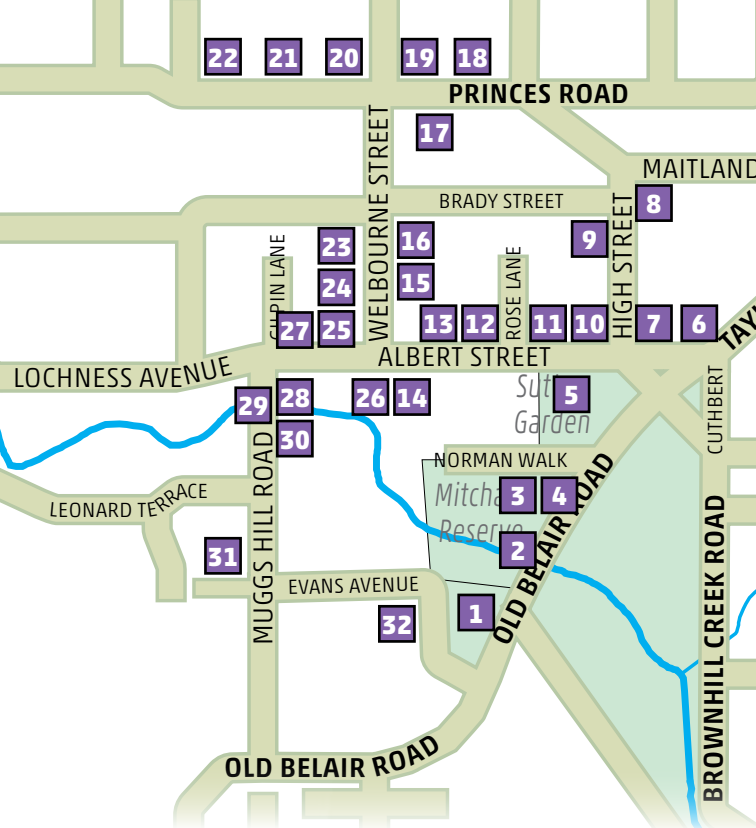 22 21 20 19 18
PRINCES ROAD
17
MAITLAND
8
BRADY STREET
WELBOURNE STREET
HIGH STREET
9
23 16
24 15
LANE
ROSE LANE
27 25 13 12 11 10 7 6
ALBERT STREET
LOCHNESS AVENUE
CUTHBERT
29 28 26 14 5
Garden
30
NORMAN WALK
3 4
Reserve
2
OLD BELAIR ROAD
LEONARD TERRACE
MUGGS HILL ROAD
31
EVANS AVENUE
32 1
BROWNHILL CREEK ROAD
OLD BELAIR ROAD